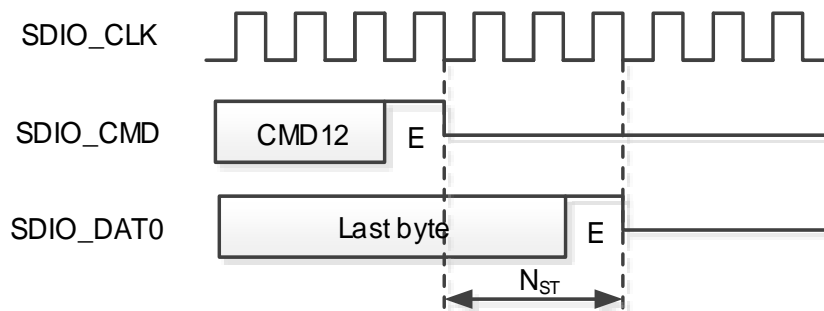 SDIO_CLK
SDIO_CMD
CMD12
E
SDIO_DAT0
Last byte
E
NST